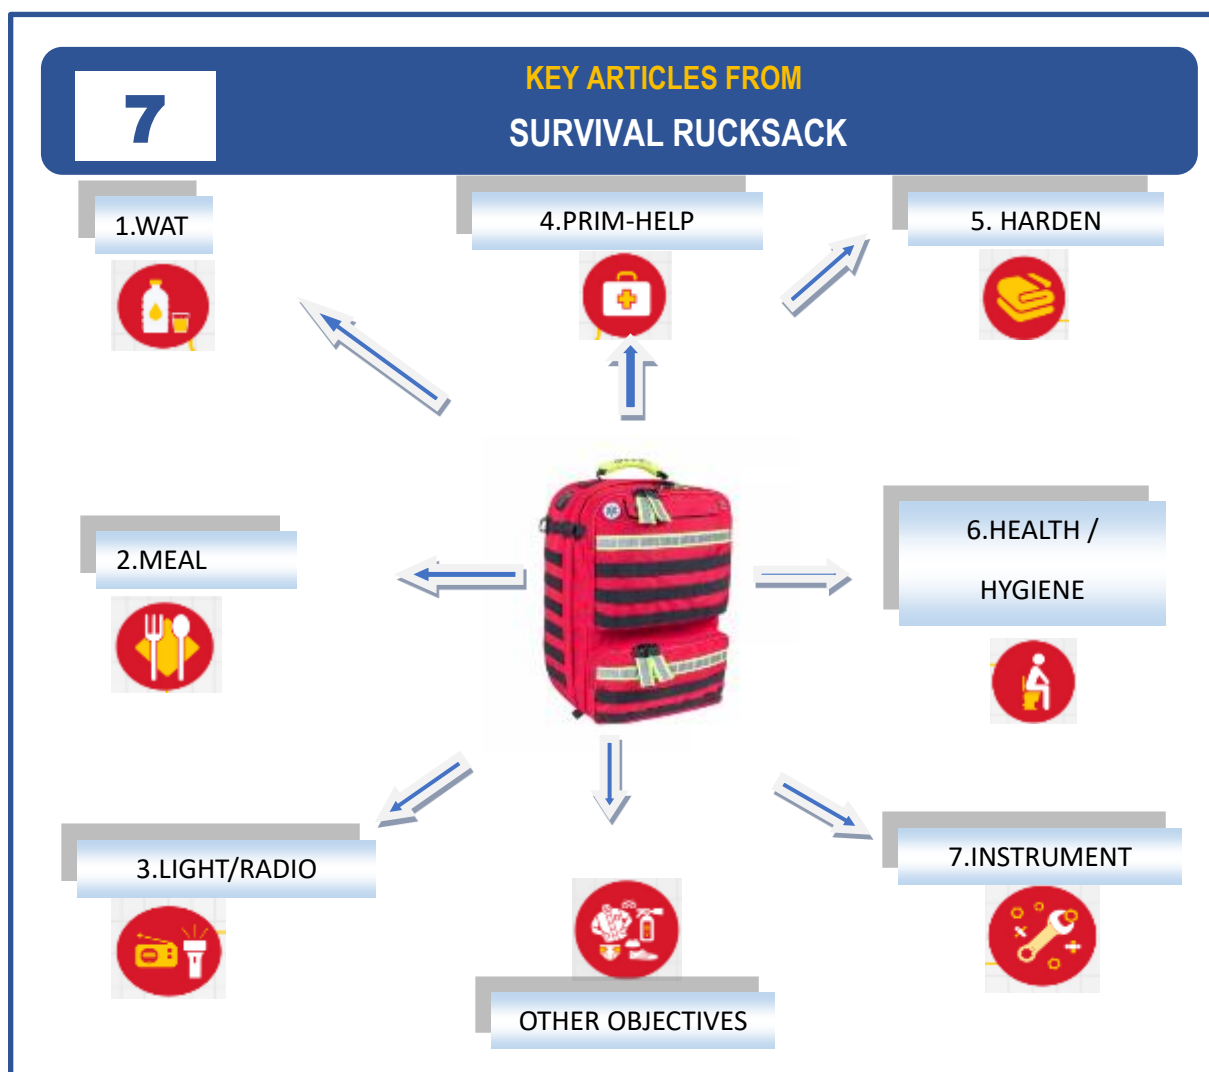 7
KEY ARTICLES FROM
SURVIVAL RUCKSACK
1.WAT
4.PRIM-HELP
5. HARDEN
2.MEAL
6.HEALTH /
HYGIENE
3.LIGHT/RADIO
7.INSTRUMENT
OTHER OBJECTIVES